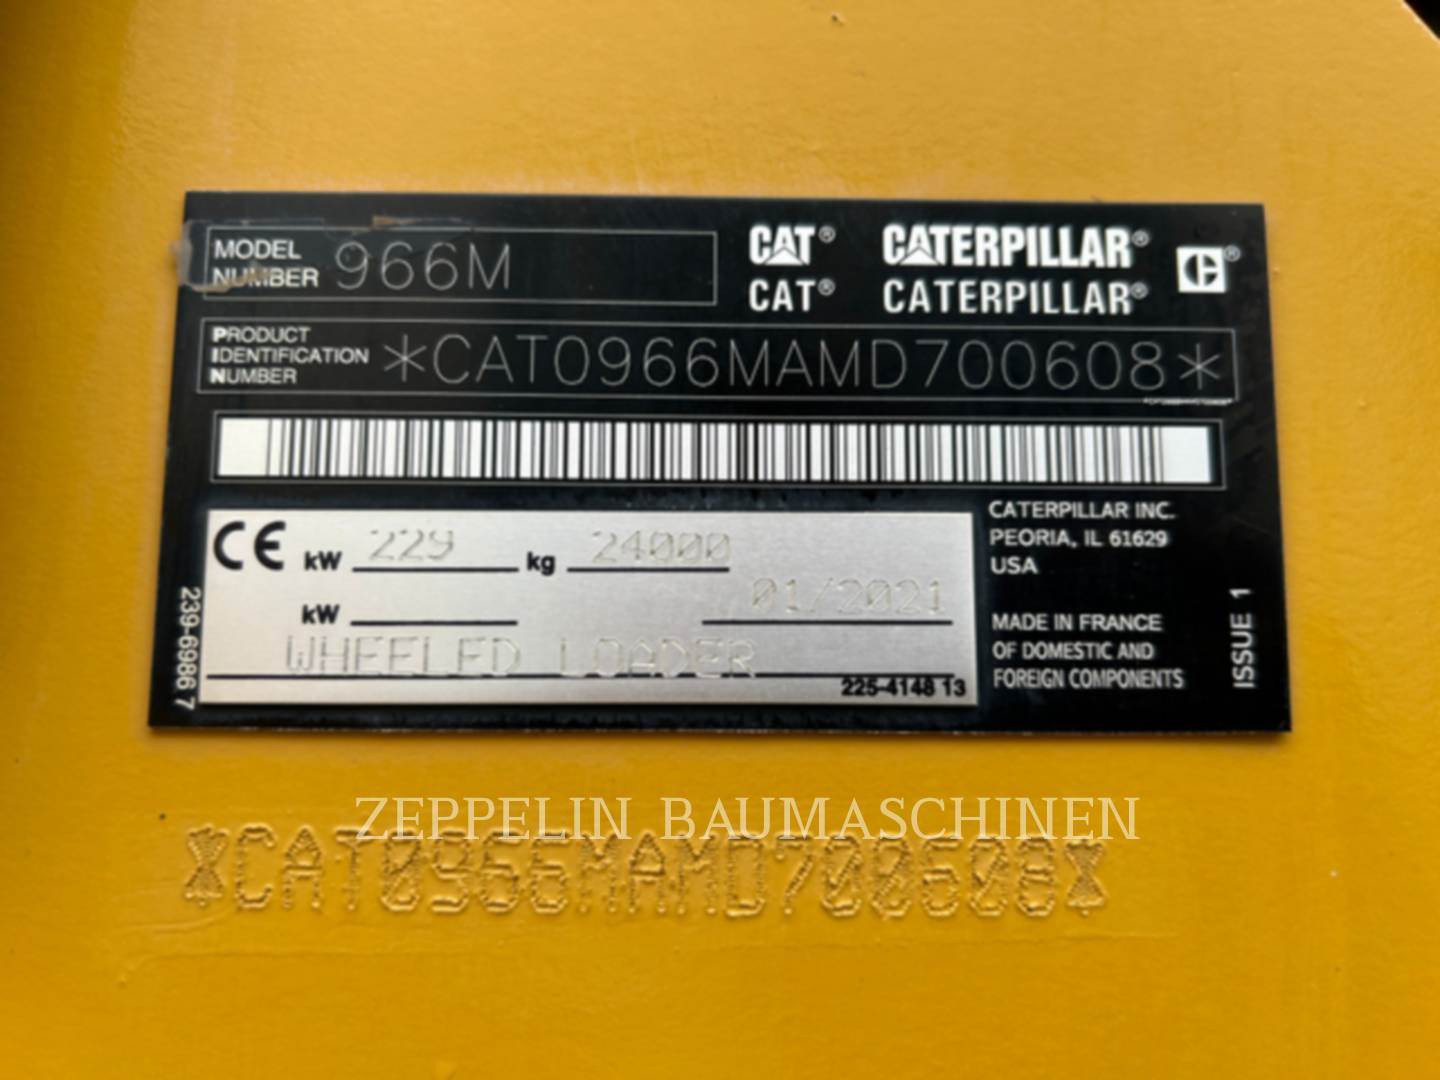 MODEL NUMBER 966M
CAT® CATERPILLAR®
CAT® CATERPILLAR®
PRODUCT IDENTIFICATION NUMBER *CAT0966MAMD700608*
CE kW 229 kg 24000
kW 01/2021
WHEELED LOADER
225-4148 13
239-6986 7
CATERPILLAR INC.
PEORIA, IL 61629
USA
MADE IN FRANCE
OF DOMESTIC AND
FOREIGN COMPONENTS
ISSUE 1
ZEPPELIN BAUMASCHINEN
*CAT0966MAMD700608*